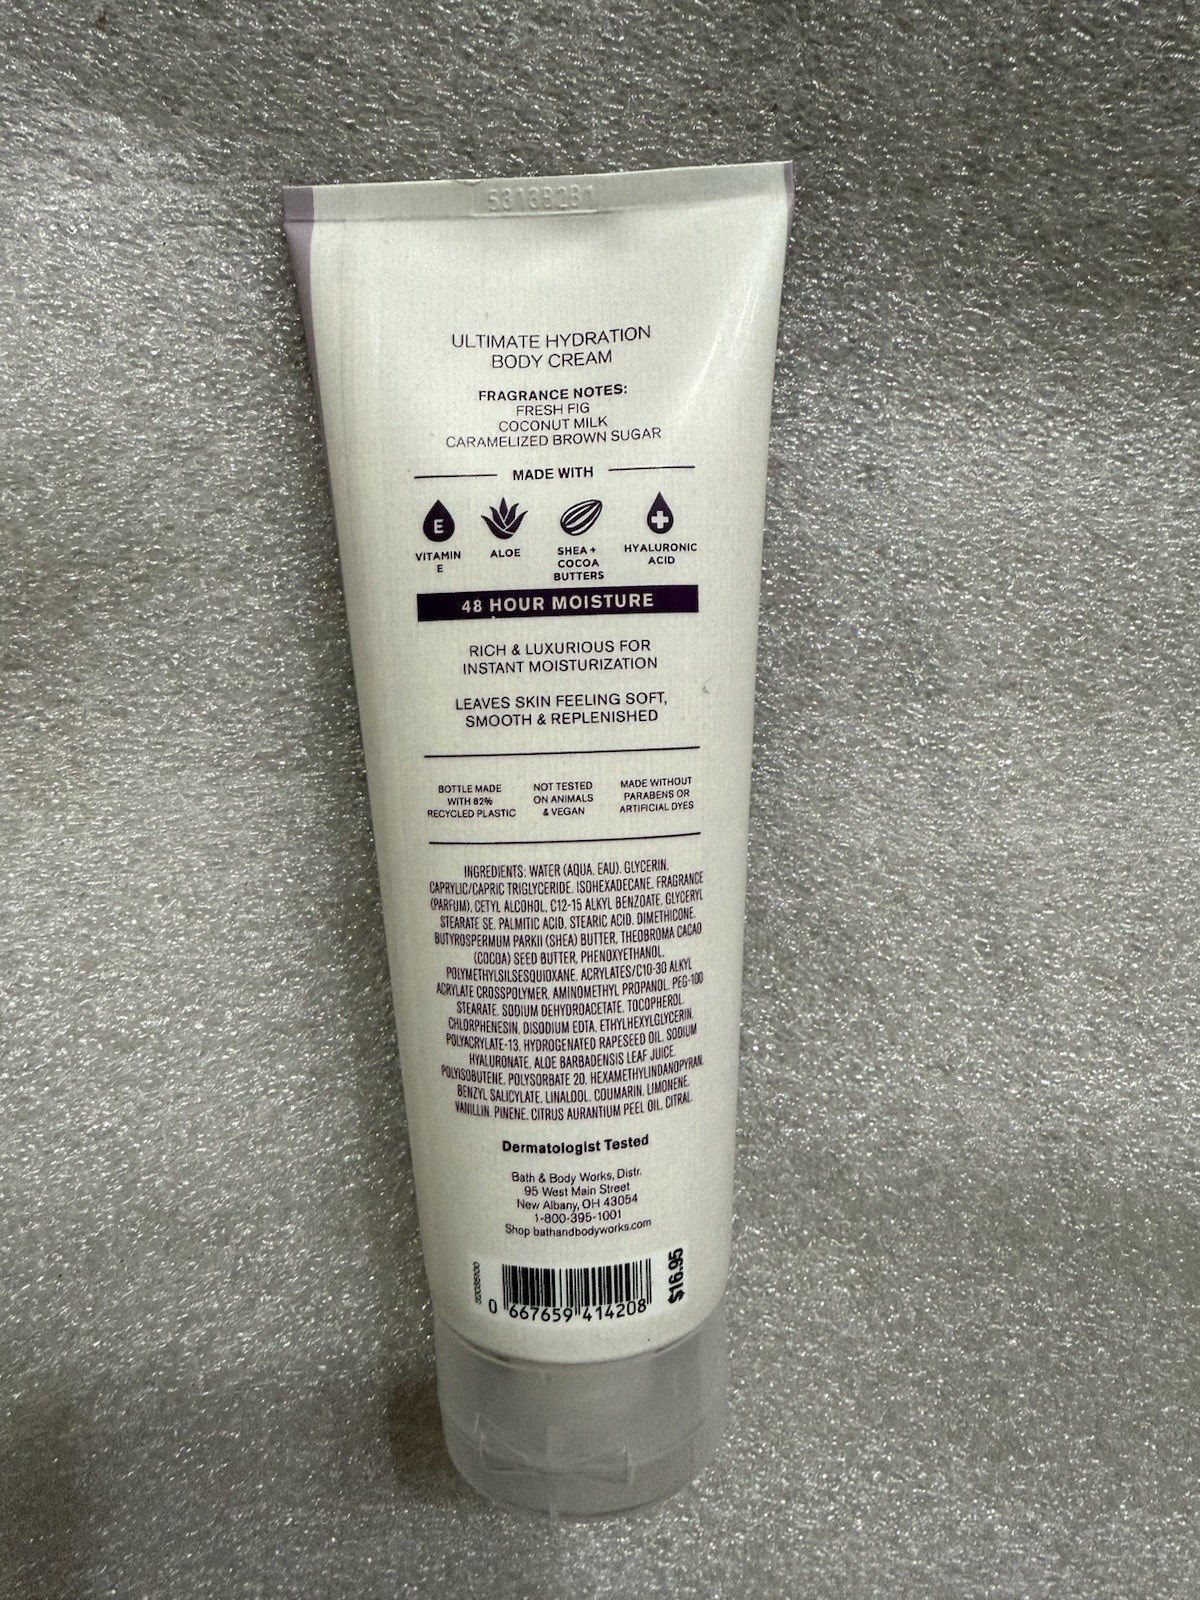 ULTIMATE HYDRATION
BODY CREAM
FRAGRANCE NOTES:
FRESH FIG
COCONUT MILK
CARAMELIZED BROWN SUGAR
MADE WITH
E
VITAMIN
E
ALOE
SHEA +
COCOA
BUTTERS
HYALURONIC
ACID
48 HOUR MOISTURE
RICH & LUXURIOUS FOR
INSTANT MOISTURIZATION
LEAVES SKIN FEELING SOFT,
SMOOTH & REPLENISHED
BOTTLE MADE
WITH 82%
RECYCLED PLASTIC
NOT TESTED
ON ANIMALS
& VEGAN
MADE WITHOUT
PARABENS OR
ARTIFICIAL DYES
INGREDIENTS: WATER (AQUA, EAU), GLYCERIN,
CAPRYLIC/CAPRIC TRIGLYCERIDE, ISOHEXADECANE, FRAGRANCE
(PARFUM), CETYL ALCOHOL, C12-15 ALKYL BENZOATE, GLYCERYL
STEARATE SE, PALMITIC ACID, STEARIC ACID, DIMETHICONE,
BUTYROSPERMUM PARKII (SHEA) BUTTER, THEOBROMA CACAO
(COCOA) SEED BUTTER, PHENOXYETHANOL,
POLYMETHYLSILSESQUIOXANE, ACRYLATES/C10-30 ALKYL
ACRYLATE CROSSPOLYMER, AMINOMETHYL PROPANOL, PEG-100
STEARATE, SODIUM DEHYDROACETATE, TOCOPHEROL,
CHLORPHENESIN, DISODIUM EDTA, ETHYLHEXYLGLYCERIN,
POLYACRYLATE-13, HYDROGENATED RAPESEED OIL, SODIUM
HYALURONATE, ALOE BARBADENSIS LEAF JUICE,
POLYISOBUTENE, POLYSORBATE 20, HEXAMETHYLINDANOPYRAN,
BENZYL SALICYLATE, LINALOOL, COUMARIN, LIMONENE,
VANILLIN, PINENE, CITRUS AURANTIUM PEEL OIL, CITRAL.
Dermatologist Tested
Bath & Body Works, Distr.
95 West Main Street
New Albany, OH 43054
1-800-395-1001
Shop bathandbodyworks.com
$16.95
0 667659 414208